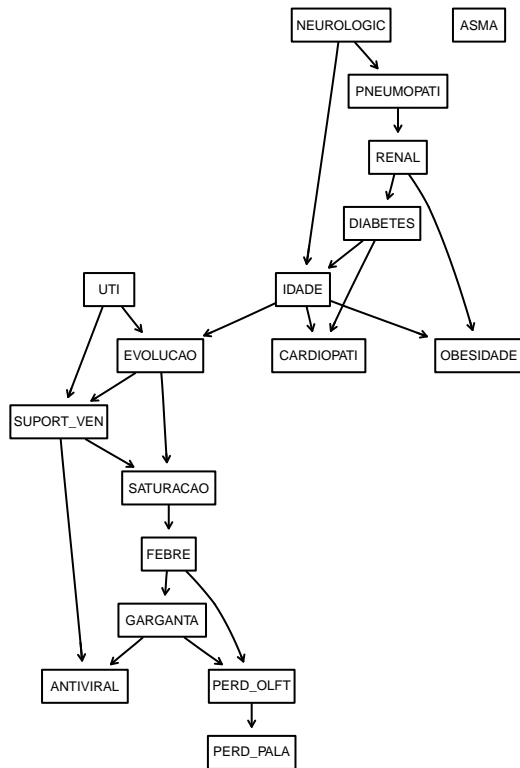 NEUROLOGIC
ASMA
PNEUMOPATI
RENAL
DIABETES
UTI
IDADE
EVOLUCAO
CARDIOPATI
OBESIDADE
SUPORT_VEN
SATURACAO
FEBRE
GARGANTA
ANTIVIRAL
PERD_OLFT
PERD_PALA